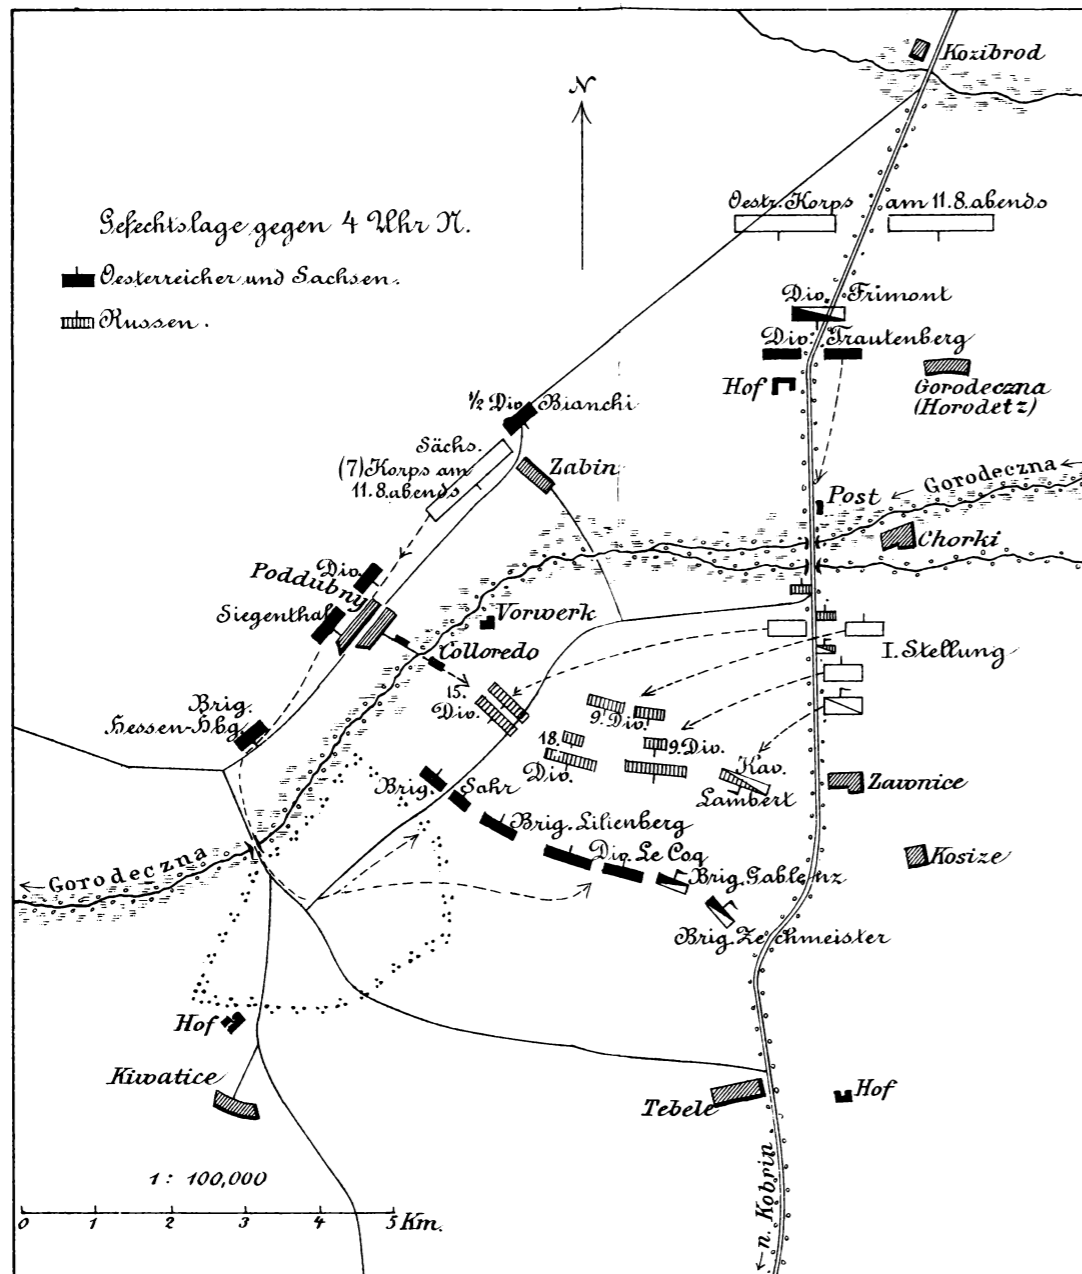 Kozibrod
N
Oestr. Korps am 11.8. abends
Gefechtslage gegen 4 Uhr N.
Oesterreicher und Sachsen.
Russen.
Div. Frimont
Div. Trautenberg
Hof
Gorodeczna
(Horodetz)
½ Div. Bianchi
Sächs.
(7) Korps am
11.8. abends
Zabin
← Gorodeczna ←
Post
Chorki
Div.
Poddubny
Siegenthal
Vorwerk
Colloredo
I. Stellung
15.
Div.
9. Div.
Brig.
Hessen-Hbg.
18.
Div.
9. Div.
Kav.
Lambert
Zawnice
Brig. Sahr
Brig. Lilienberg
Div. Le Coq
Brig. Gablenz
Kosize
← Gorodeczna
Brig. Zechmeister
Hof
Kiwatice
Tebele
Hof
1 : 100,000
0 1 2 3 4 5 Km.
← n. Kobrin